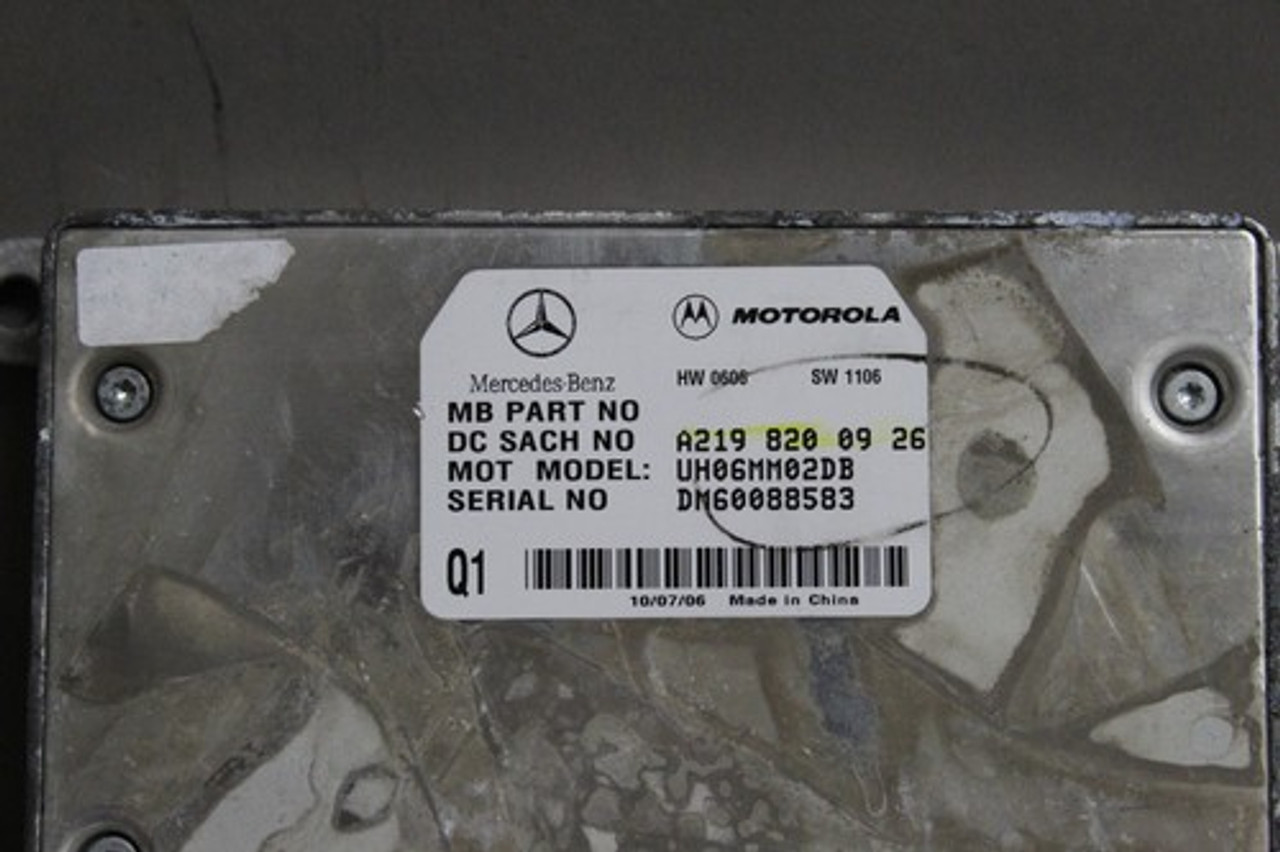 MOTOROLA
Mercedes-Benz HW 0606 SW 1106
MB PART NO
DC SACH NO A219 820 09 26
MOT MODEL: UH06MM02DB
SERIAL NO DM60088583
Q1
10/07/06 Made in China